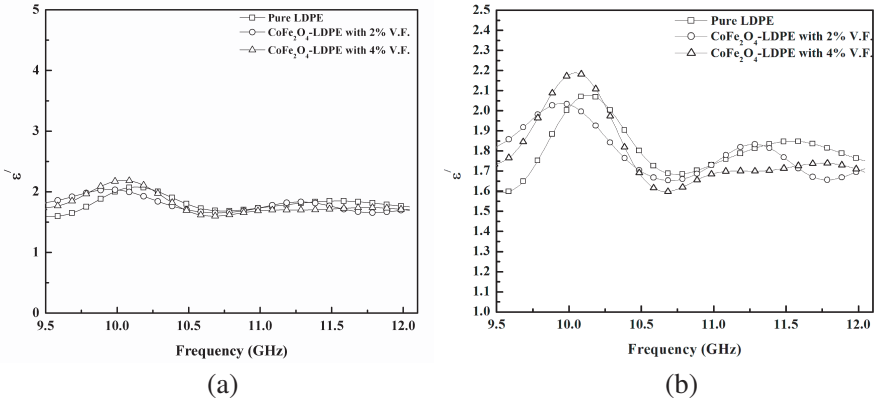 5
4
3
2
1
0
ε′
9.5 10.0 10.5 11.0 11.5 12.0
Frequency (GHz)
Pure LDPE
CoFe₂O₄-LDPE with 2% V.F.
CoFe₂O₄-LDPE with 4% V.F.
(a)
2.5
2.4
2.3
2.2
2.1
2.0
1.9
1.8
1.7
1.6
1.5
1.4
1.3
1.2
1.1
1.0
ε′
9.5 10.0 10.5 11.0 11.5 12.0
Frequency (GHz)
Pure LDPE
CoFe₂O₄-LDPE with 2% V.F.
CoFe₂O₄-LDPE with 4% V.F.
(b)